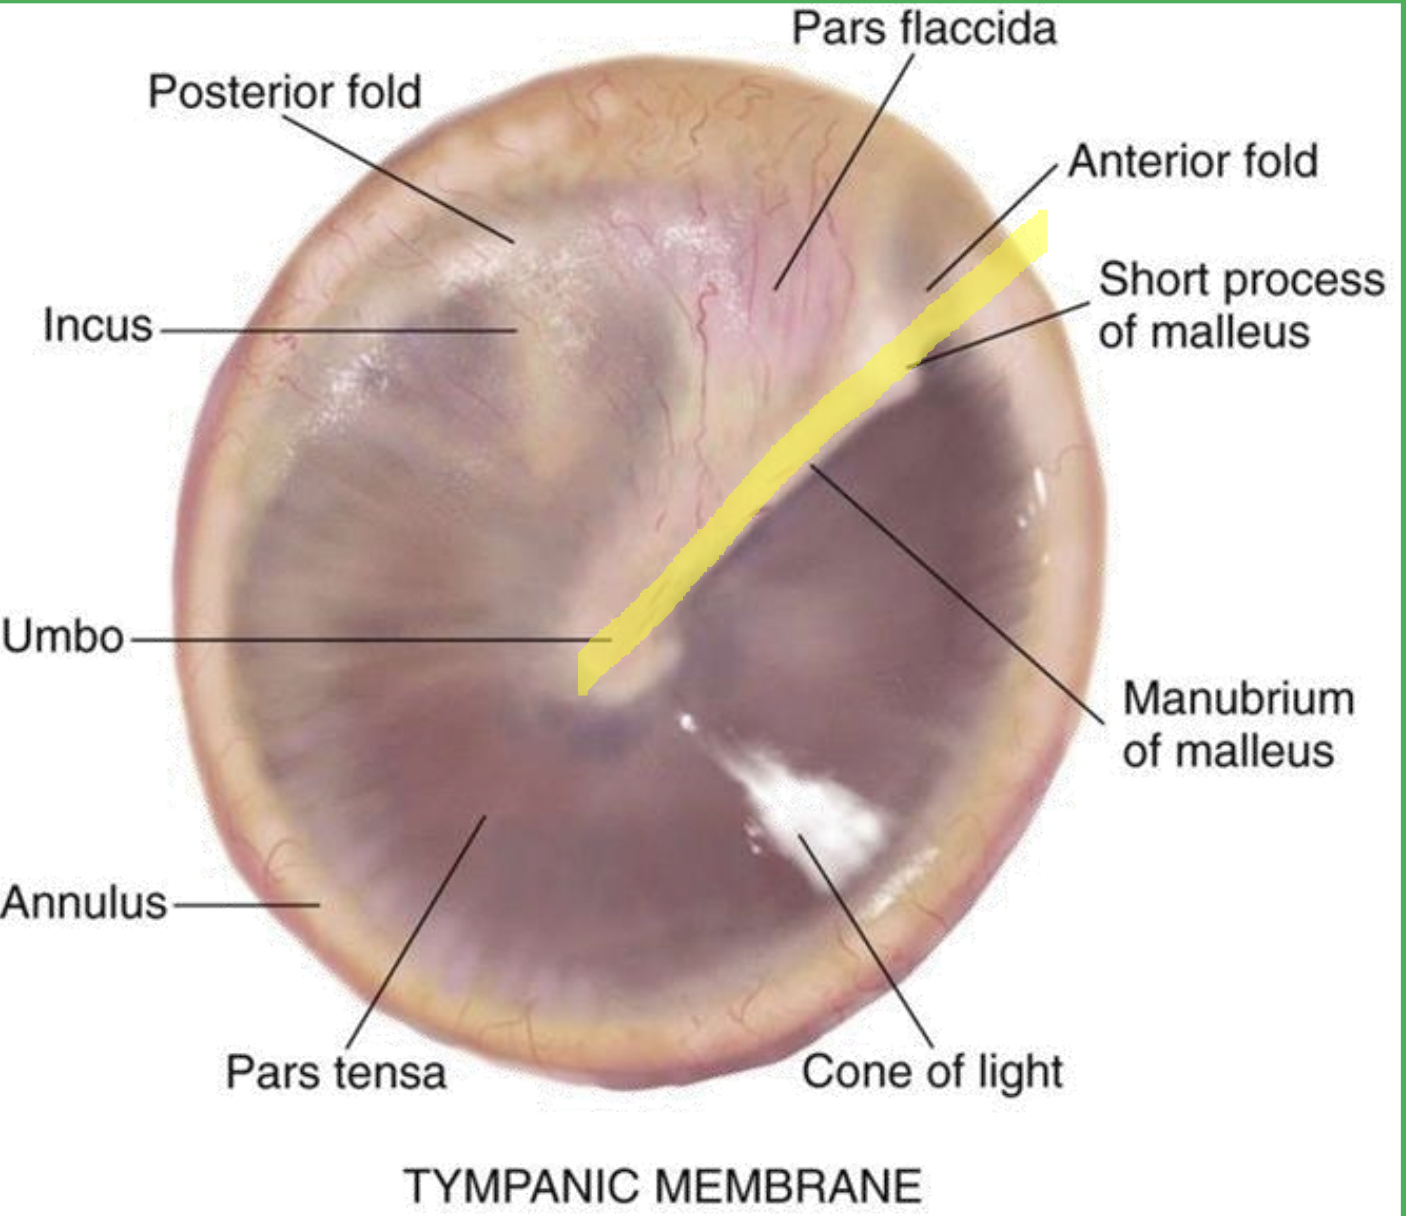 Pars flaccida
Posterior fold
Anterior fold
Short process
of malleus
Incus
Umbo
Manubrium
of malleus
Annulus
Pars tensa
Cone of light
TYMPANIC MEMBRANE